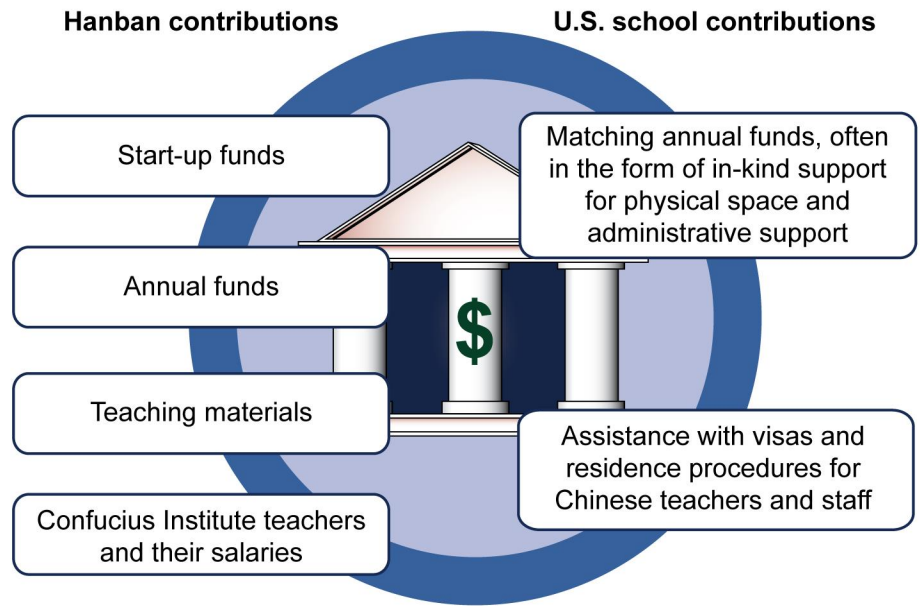 Hanban contributions
U.S. school contributions
Start-up funds
Annual funds
Teaching materials
Confucius Institute teachers
and their salaries
Matching annual funds, often
in the form of in-kind support
for physical space and
administrative support
$
Assistance with visas and
residence procedures for
Chinese teachers and staff